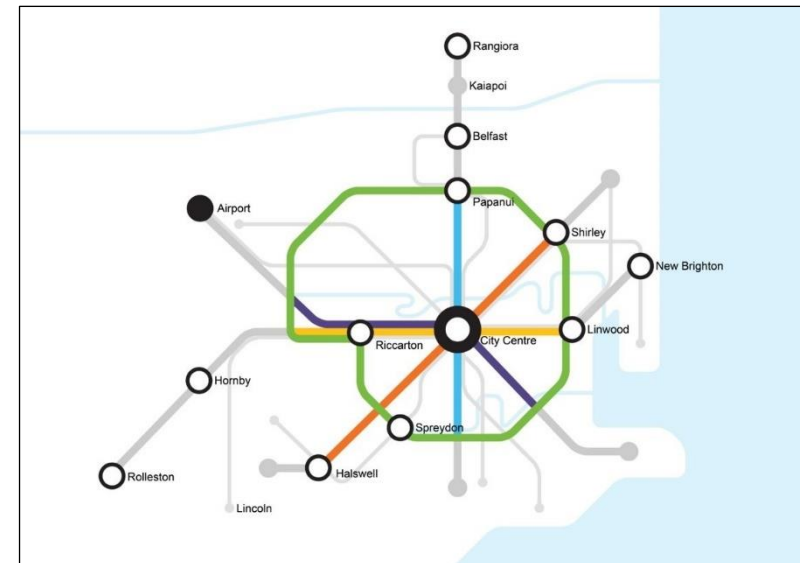 Rangiora
Kaiapoi
Belfast
Papanui
Airport
Shirley
New Brighton
City Centre
Linwood
Riccarton
Hornby
Spreydon
Halswell
Rolleston
Lincoln